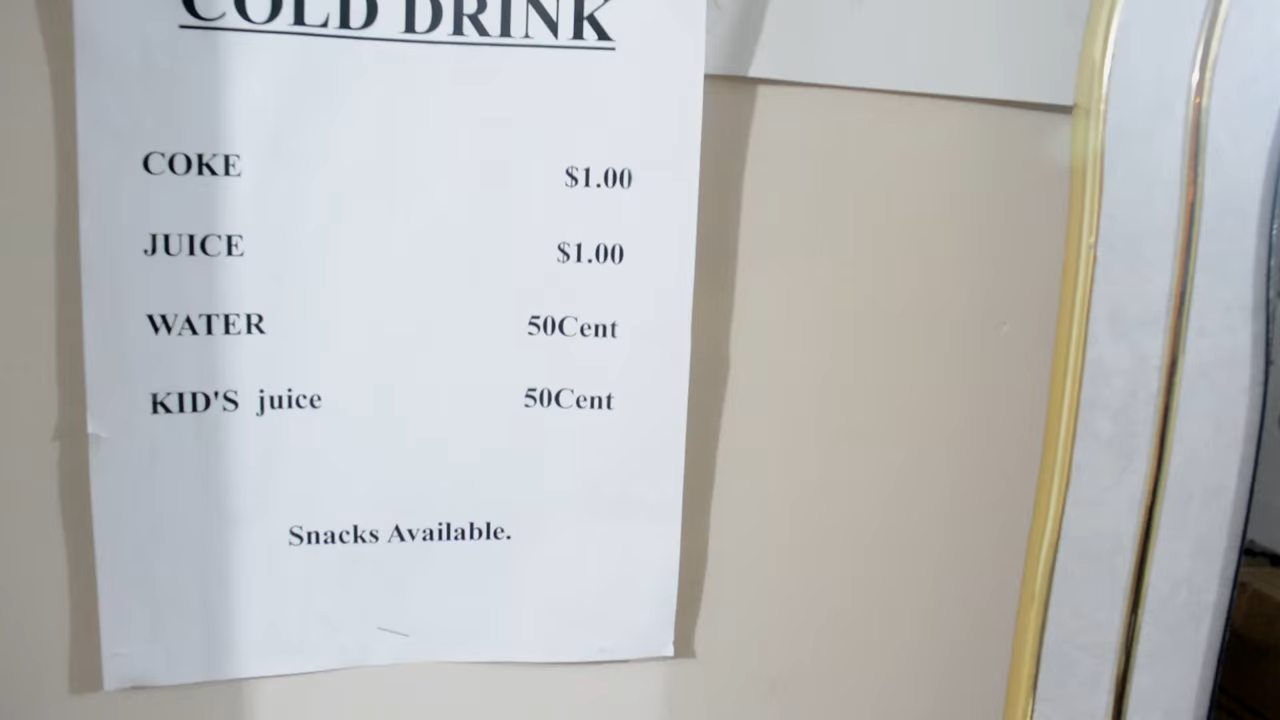 COLD DRINK
COKE $1.00
JUICE $1.00
WATER 50Cent
KID'S juice 50Cent
Snacks Available.